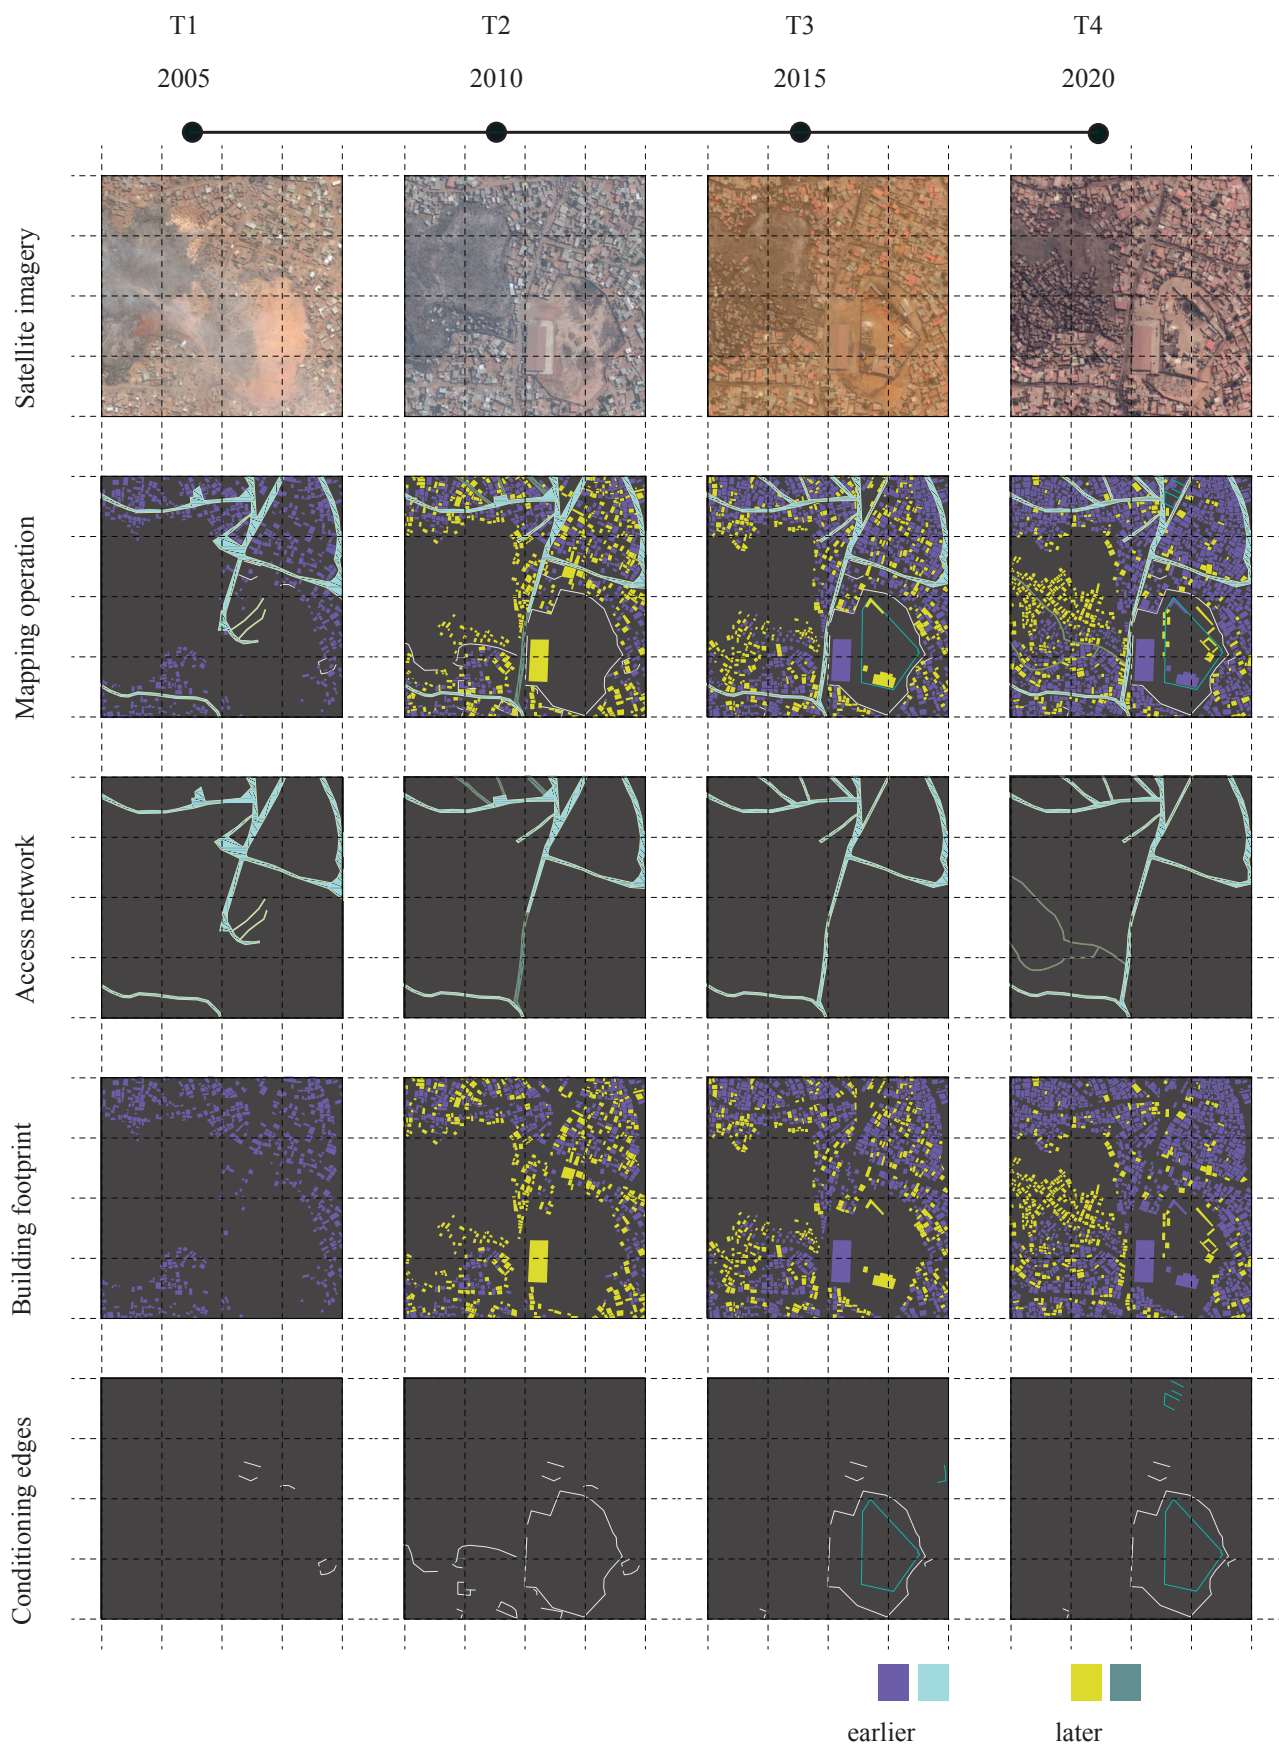 T1 T2 T3 T4
2005 2010 2015 2020
Satellite imagery
Mapping operation
Access network
Building footprint
Conditioning edges
earlier later